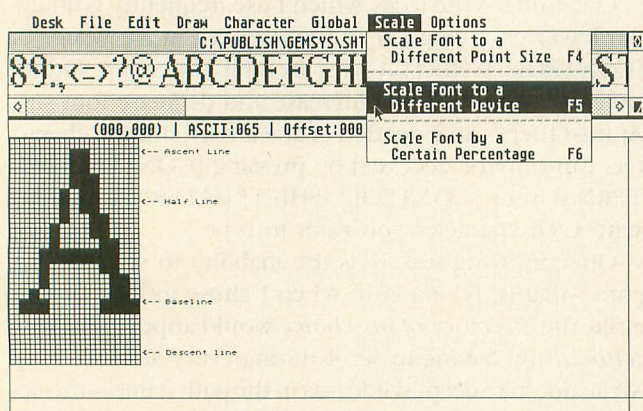 Desk File Edit Draw Character Global Scale Options
C:\PUBLISH\GEMSYS\SHT
Scale Font to a
Different Point Size F4
89:;<=>?@ABCDEFGHI
ST
Scale Font to a
Different Device F5
(000,000) | ASCII:065 | Offset:000
Scale Font by a
Certain Percentage F6
<-- Ascent Line
<-- Half Line
<-- Baseline
<-- Descent line